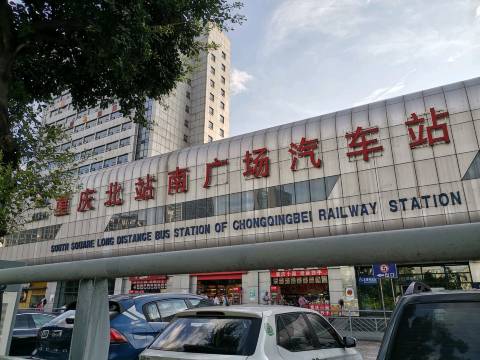 重庆北站南广场汽车站
SOUTH SQUARE LONG DISTANCE BUS STATION OF CHONGQINGBEI RAILWAY STATION